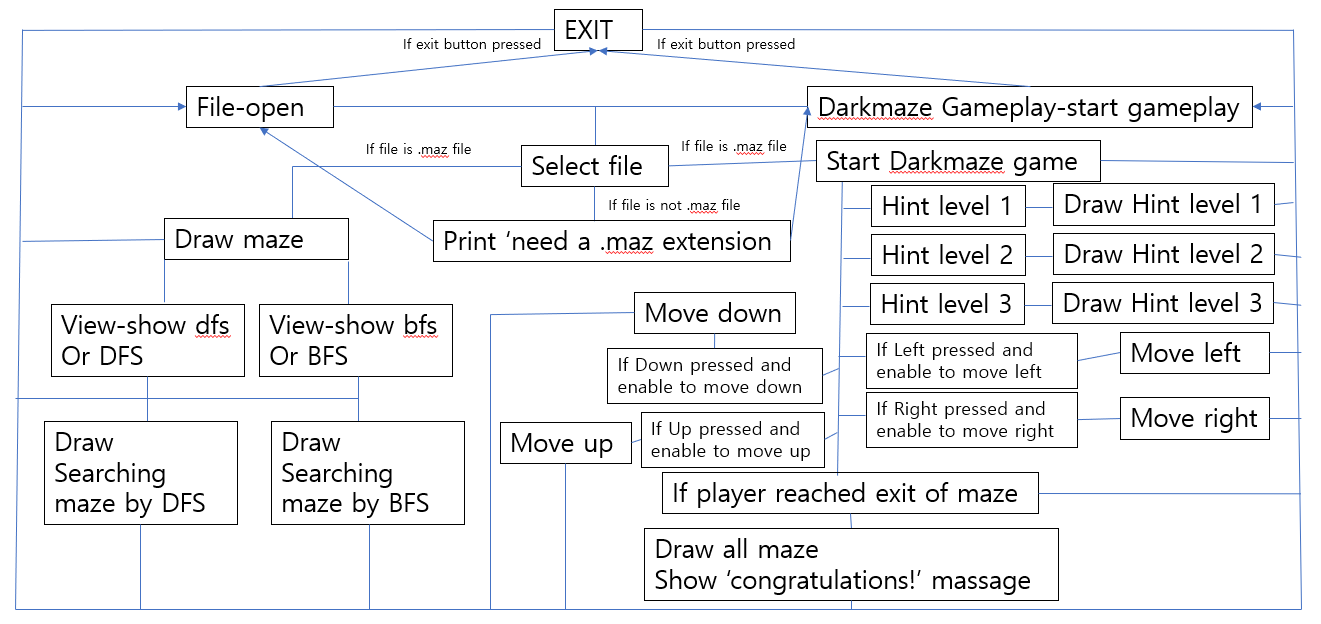 EXIT
If exit button pressed
If exit button pressed
File-open
Darkmaze Gameplay-start gameplay
If file is .maz file
If file is .maz file
Select file
Start Darkmaze game
If file is not .maz file
Hint level 1
Draw Hint level 1
Draw maze
Print ‘need a .maz extension
Hint level 2
Draw Hint level 2
Hint level 3
Draw Hint level 3
View-show dfs
Or DFS
View-show bfs
Or BFS
Move down
If Down pressed and
enable to move down
If Left pressed and
enable to move left
Move left
If Right pressed and
enable to move right
Move right
Move up
If Up pressed and
enable to move up
Draw
Searching
maze by DFS
Draw
Searching
maze by BFS
If player reached exit of maze
Draw all maze
Show ‘congratulations!’ massage